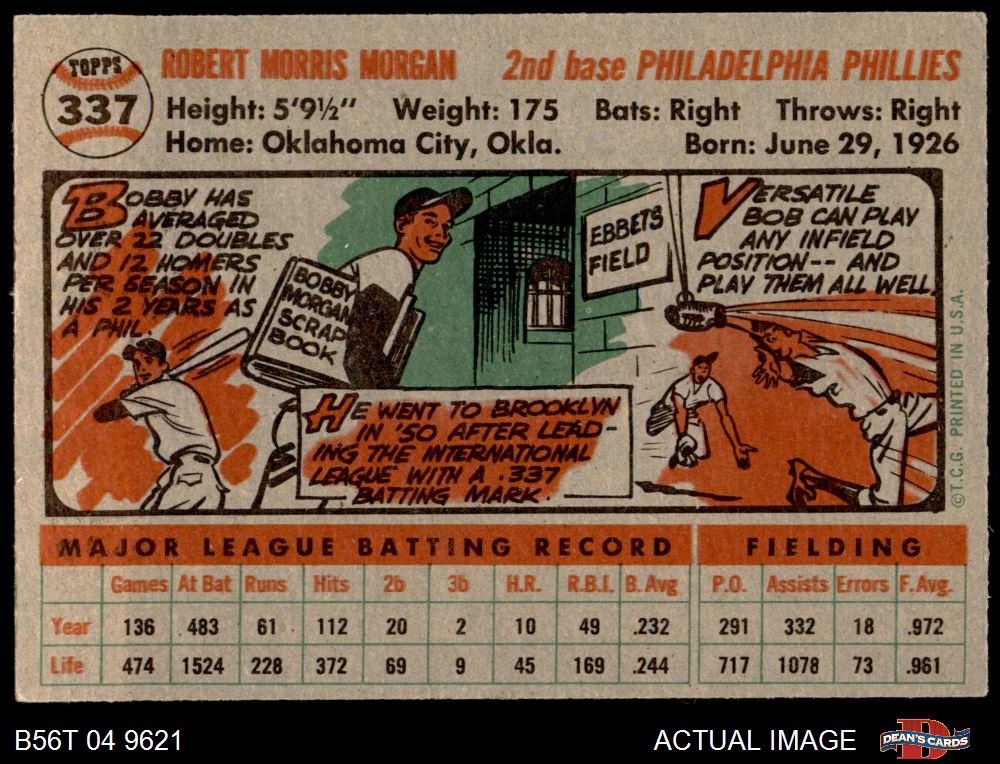 TOPPS
337
ROBERT MORRIS MORGAN 2nd base PHILADELPHIA PHILLIES
Height: 5'9½" Weight: 175 Bats: Right Throws: Right
Home: Oklahoma City, Okla. Born: June 29, 1926
BOBBY HAS
AVERAGED
OVER 22 DOUBLES
AND 12 HOMERS
PER SEASON IN
HIS 2 YEARS AS
A PHIL.
BOBBY
MORGAN
SCRAP
BOOK
EBBETS
FIELD
HE WENT TO BROOKLYN
IN '50 AFTER LEAD-
ING THE INTERNATIONAL
LEAGUE WITH A .337
BATTING MARK.
VERSATILE
BOB CAN PLAY
ANY INFIELD
POSITION-- AND
PLAY THEM ALL WELL.
©T.C.G. PRINTED IN U.S.A.
MAJOR LEAGUE BATTING RECORD FIELDING
Games At Bat Runs Hits 2b 3b H.R. R.B.I. B. Avg P.O. Assists Errors F. Avg.
Year 136 483 61 112 20 2 10 49 .232 291 332 18 .972
Life 474 1524 228 372 69 9 45 169 .244 717 1078 73 .961
B56T 04 9621 ACTUAL IMAGE D DEAN'S CARDS